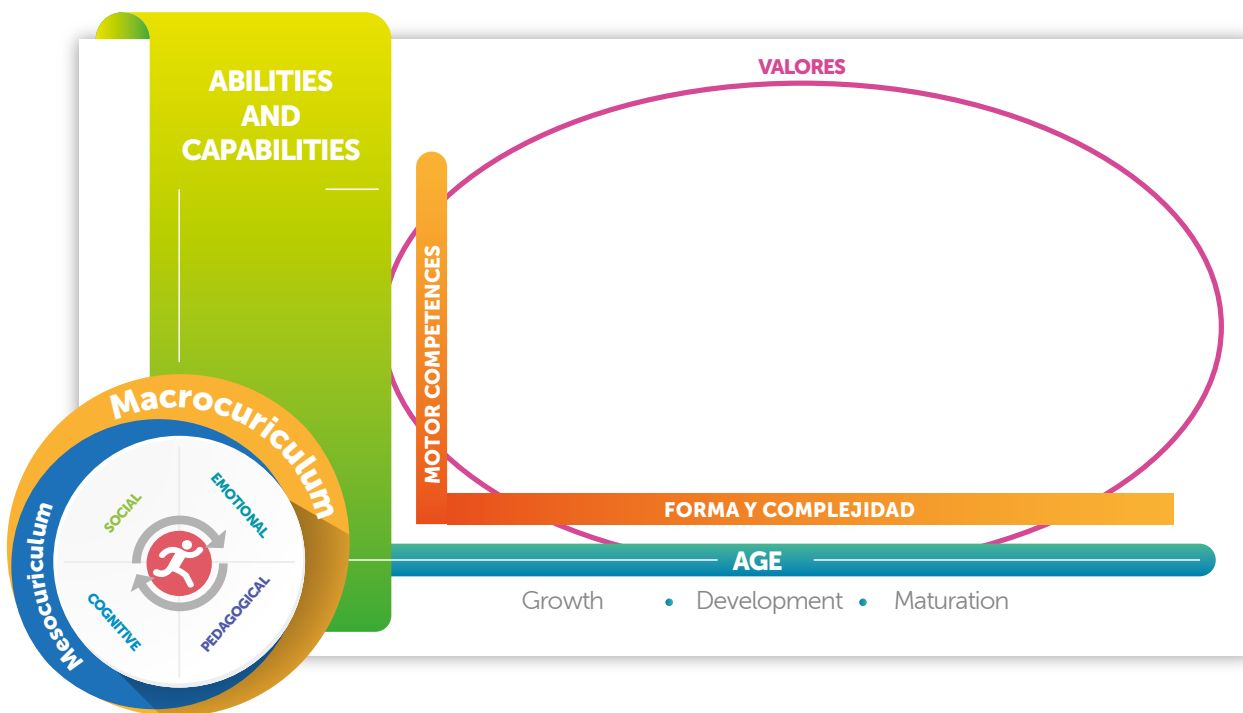 ABILITIES
AND
CAPABILITIES
VALORES
MOTOR COMPETENCES
Macrocuriculum
Mesocuriculum
SOCIAL
EMOTIONAL
COGNITIVE
PEDAGOGICAL
FORMA Y COMPLEJIDAD
AGE
Growth • Development • Maturation